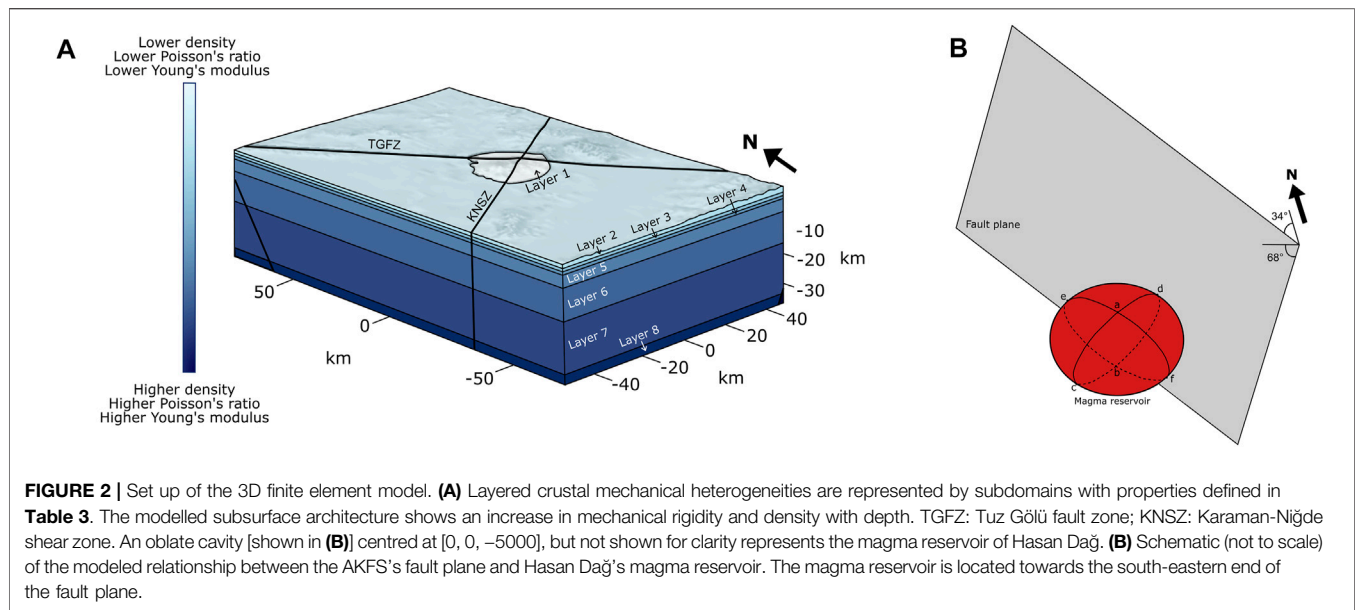 A
Lower density
Lower Poisson's ratio
Lower Young's modulus
Higher density
Higher Poisson's ratio
Higher Young's modulus
TGFZ
KNSZ
Layer 1
Layer 2
Layer 3
Layer 4
Layer 5
Layer 6
Layer 7
Layer 8
N
-10
-20
-30
km
50
0
-50
km
40
20
0
-20
-40
km
B
Fault plane
N
34°
68°
e
a
d
c
b
f
Magma reservoir
FIGURE 2 | Set up of the 3D finite element model. (A) Layered crustal mechanical heterogeneities are represented by subdomains with properties defined in
Table 3. The modelled subsurface architecture shows an increase in mechanical rigidity and density with depth. TGFZ: Tuz Gölü fault zone; KNSZ: Karaman-Niğde
shear zone. An oblate cavity [shown in (B)] centred at [0, 0, −5000], but not shown for clarity represents the magma reservoir of Hasan Dağ. (B) Schematic (not to scale)
of the modeled relationship between the AKFS's fault plane and Hasan Dağ's magma reservoir. The magma reservoir is located towards the south-eastern end of
the fault plane.